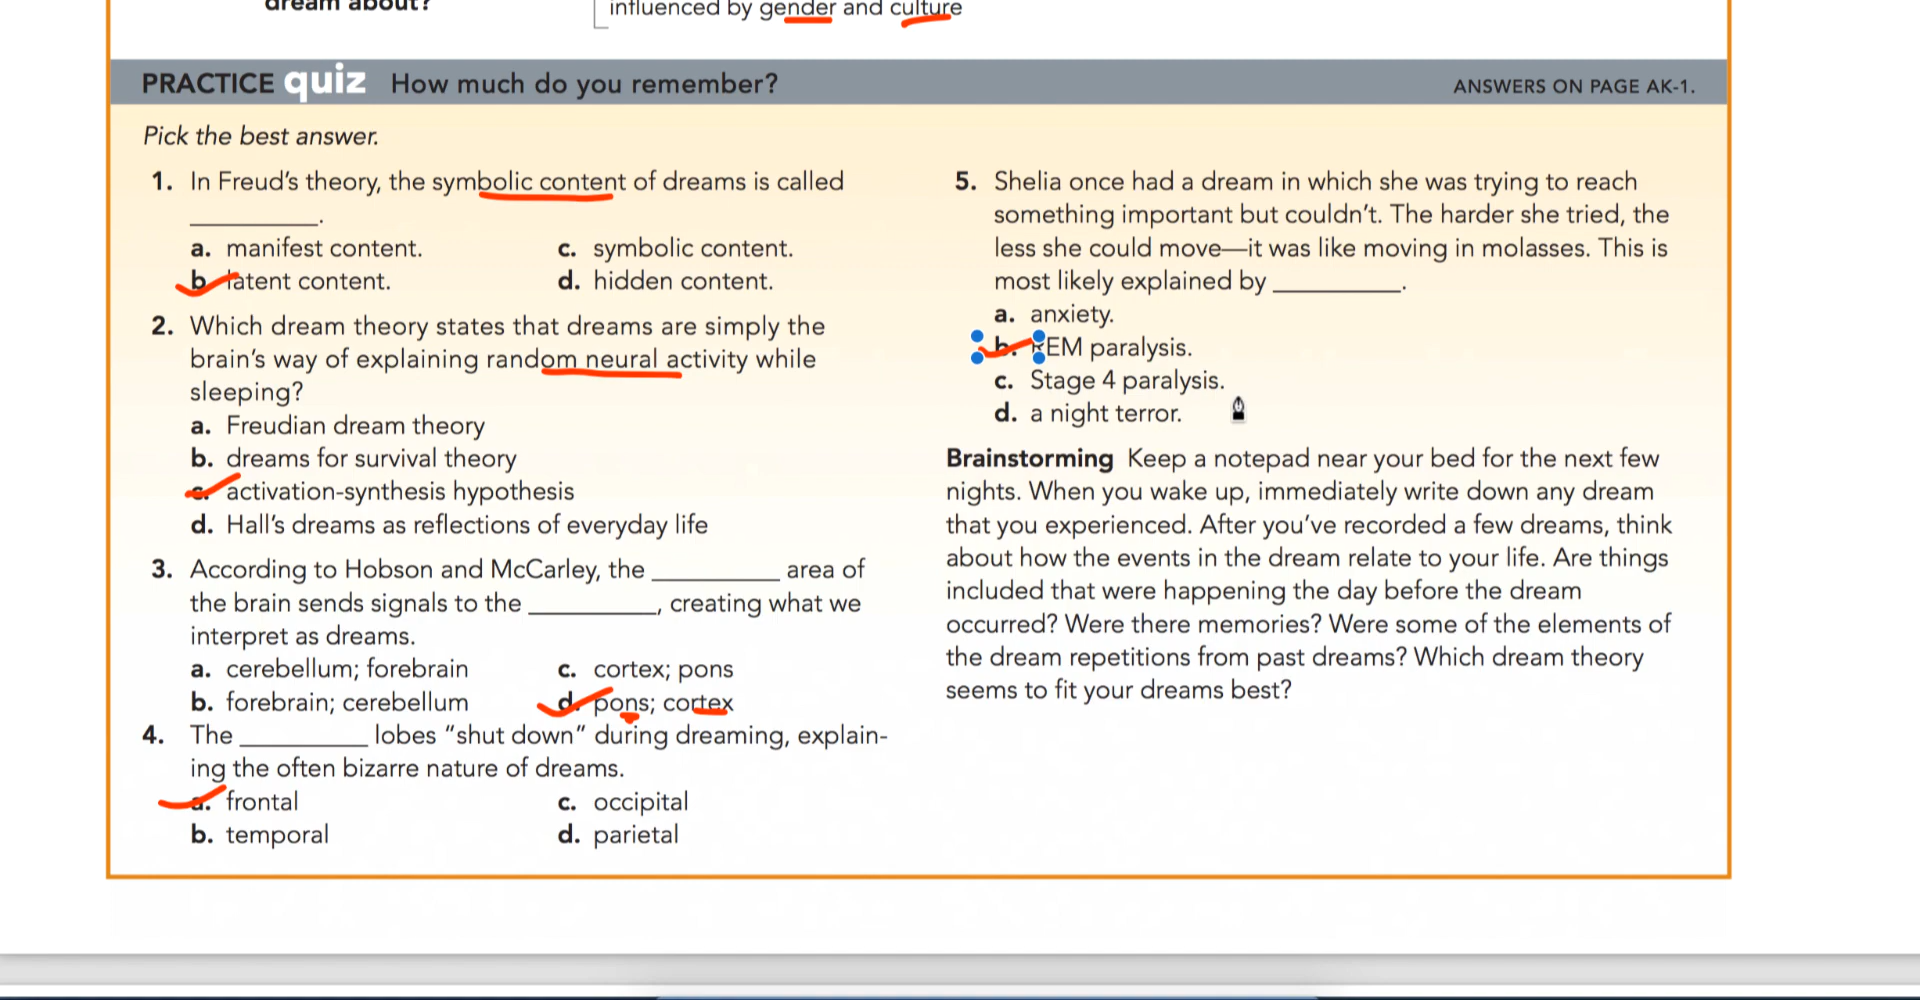 dream about?
influenced by gender and culture
PRACTICE quiz How much do you remember?
ANSWERS ON PAGE AK-1.
Pick the best answer.
1. In Freud's theory, the symbolic content of dreams is called
__________.
a. manifest content.
b. latent content.
c. symbolic content.
d. hidden content.
2. Which dream theory states that dreams are simply the
brain's way of explaining random neural activity while
sleeping?
a. Freudian dream theory
b. dreams for survival theory
c. activation-synthesis hypothesis
d. Hall's dreams as reflections of everyday life
3. According to Hobson and McCarley, the __________ area of
the brain sends signals to the __________, creating what we
interpret as dreams.
a. cerebellum; forebrain
b. forebrain; cerebellum
c. cortex; pons
d. pons; cortex
4. The __________ lobes "shut down" during dreaming, explain-
ing the often bizarre nature of dreams.
a. frontal
b. temporal
c. occipital
d. parietal
5. Shelia once had a dream in which she was trying to reach
something important but couldn't. The harder she tried, the
less she could move—it was like moving in molasses. This is
most likely explained by __________.
a. anxiety.
b. REM paralysis.
c. Stage 4 paralysis.
d. a night terror.
Brainstorming Keep a notepad near your bed for the next few
nights. When you wake up, immediately write down any dream
that you experienced. After you've recorded a few dreams, think
about how the events in the dream relate to your life. Are things
included that were happening the day before the dream
occurred? Were there memories? Were some of the elements of
the dream repetitions from past dreams? Which dream theory
seems to fit your dreams best?